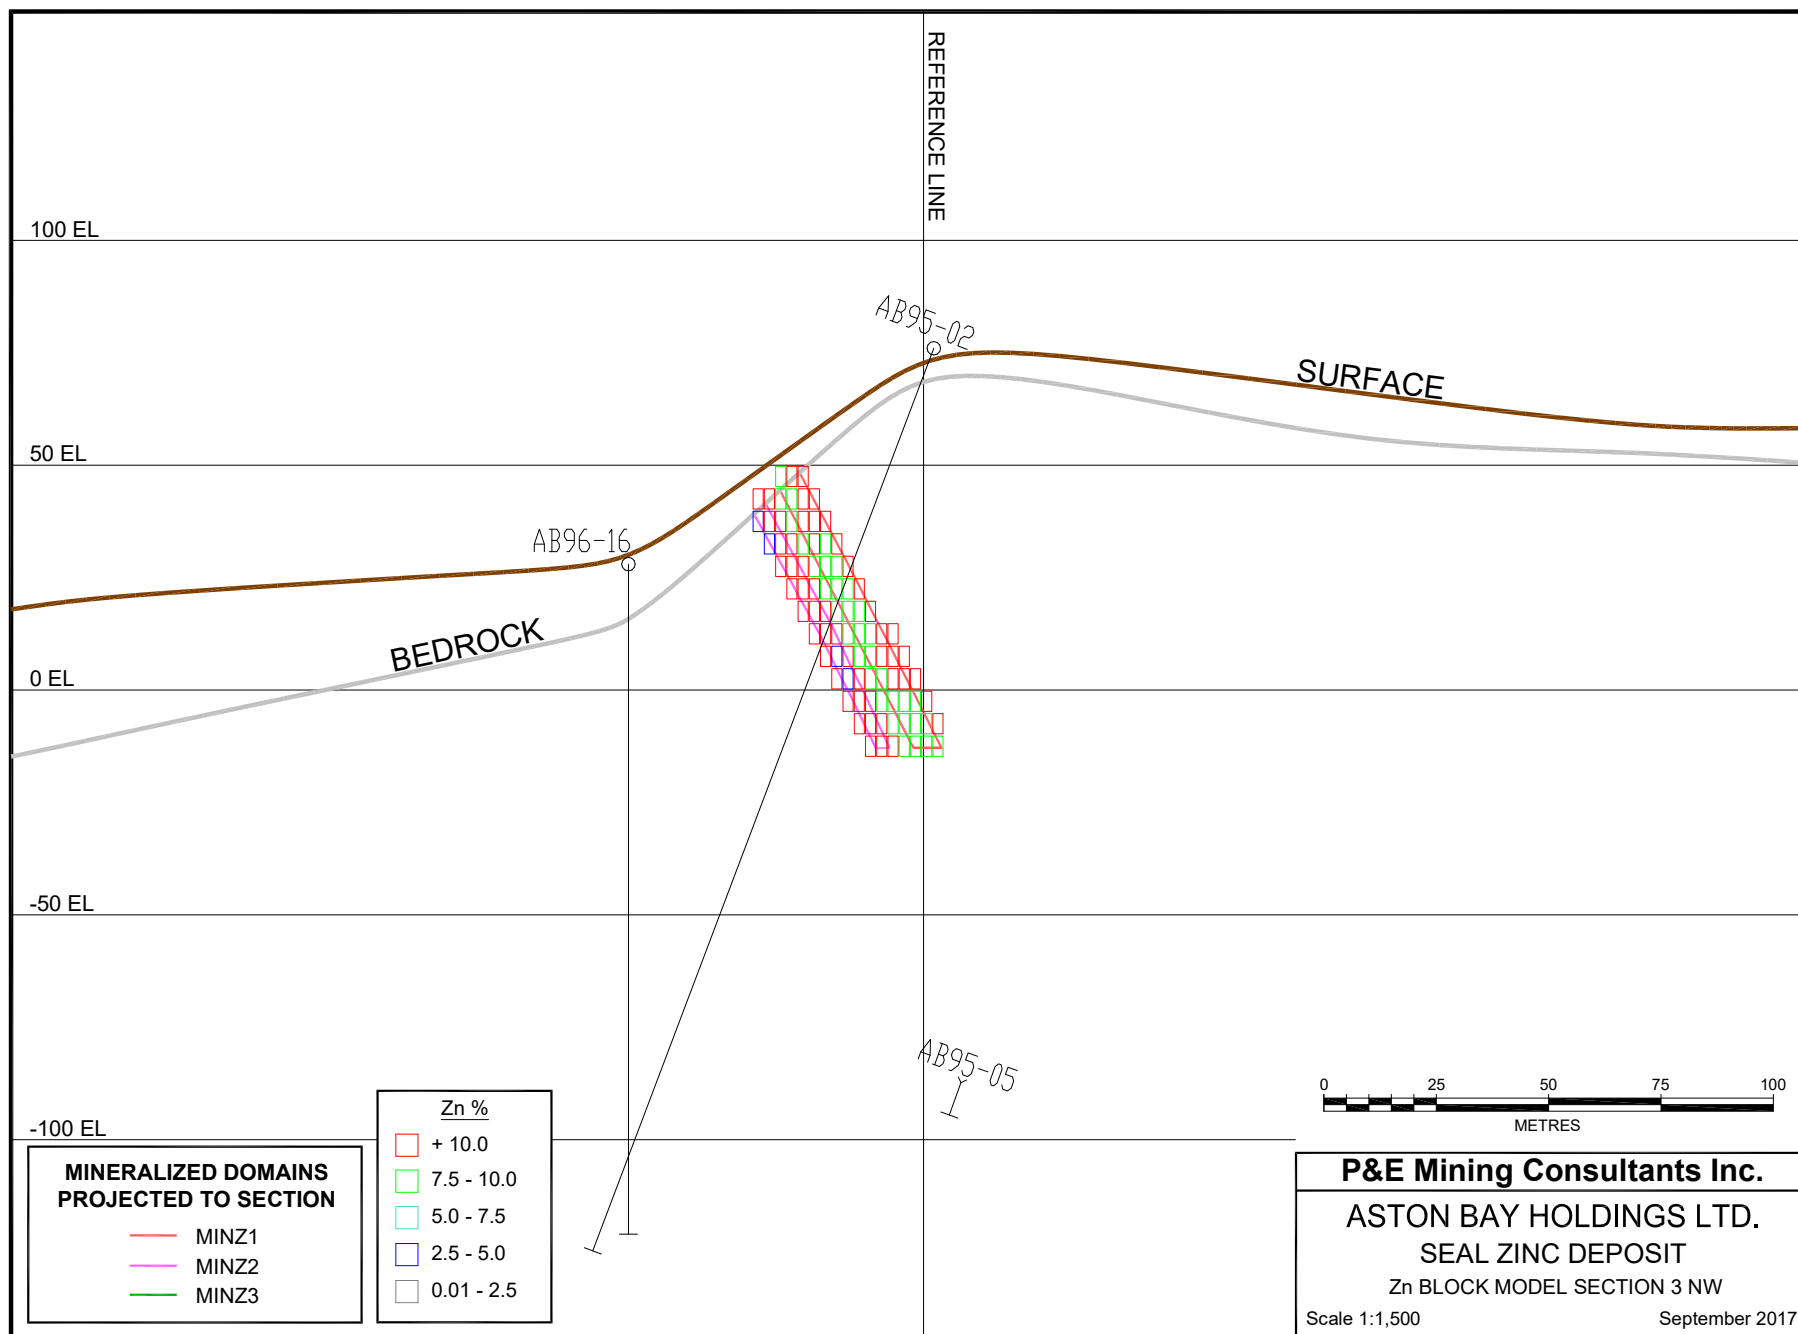 REFERENCE LINE
100 EL
AB95-02
SURFACE
50 EL
AB96-16
BEDROCK
0 EL
-50 EL
AB95-05
-100 EL
0 25 50 75 100
METRES
MINERALIZED DOMAINS
PROJECTED TO SECTION
MINZ1
MINZ2
MINZ3
Zn %
+ 10.0
7.5 - 10.0
5.0 - 7.5
2.5 - 5.0
0.01 - 2.5
P&E Mining Consultants Inc.
ASTON BAY HOLDINGS LTD.
SEAL ZINC DEPOSIT
Zn BLOCK MODEL SECTION 3 NW
Scale 1:1,500 September 2017